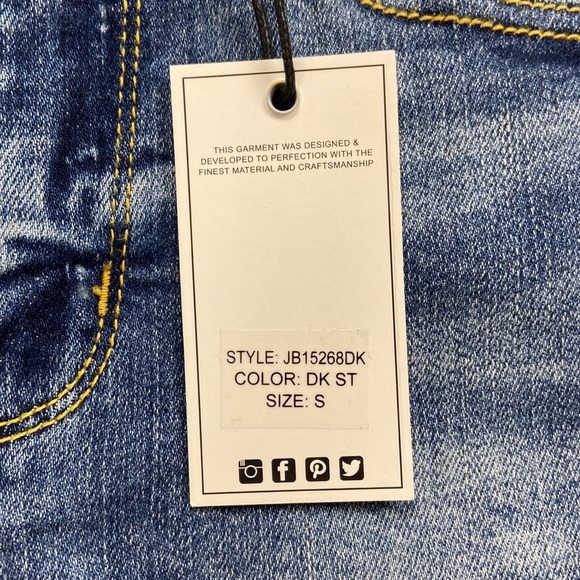 THIS GARMENT WAS DESIGNED &
DEVELOPED TO PERFECTION WITH THE
FINEST MATERIAL AND CRAFTSMANSHIP
STYLE: JB15268DK
COLOR: DK ST
SIZE: S